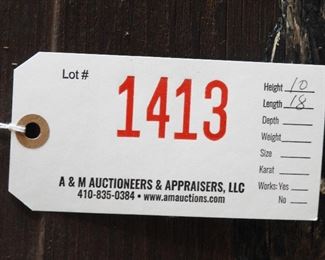 Lot #
1413
Height 10
Length 18
Depth
Weight
Size
Karat
Works: Yes
No
A & M AUCTIONEERS & APPRAISERS, LLC
410-835-0384 • www.amauctions.com